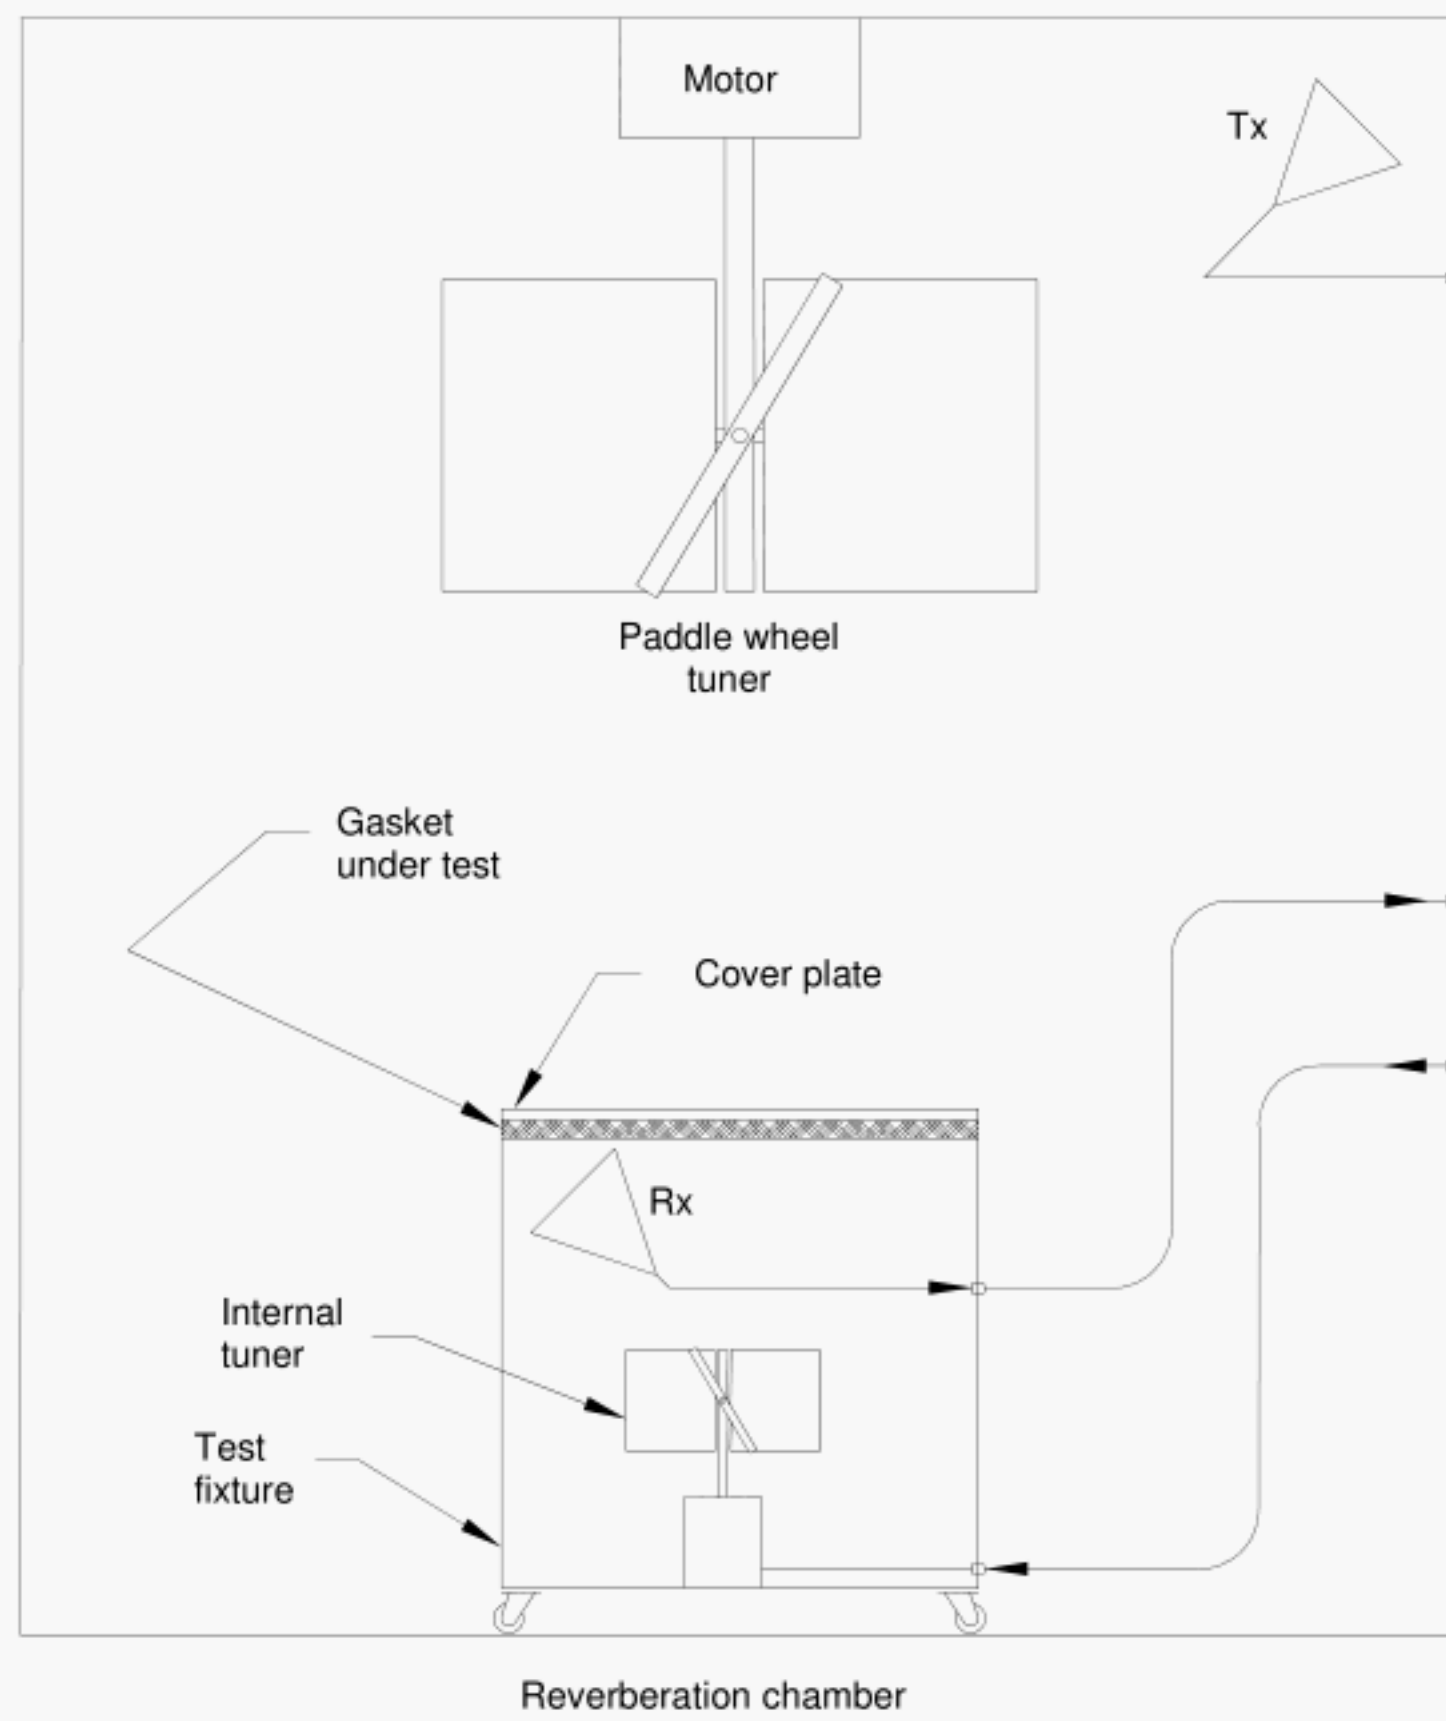 Motor
Tx
Paddle wheel
tuner
Gasket
under test
Cover plate
Rx
Internal
tuner
Test
fixture
Reverberation chamber